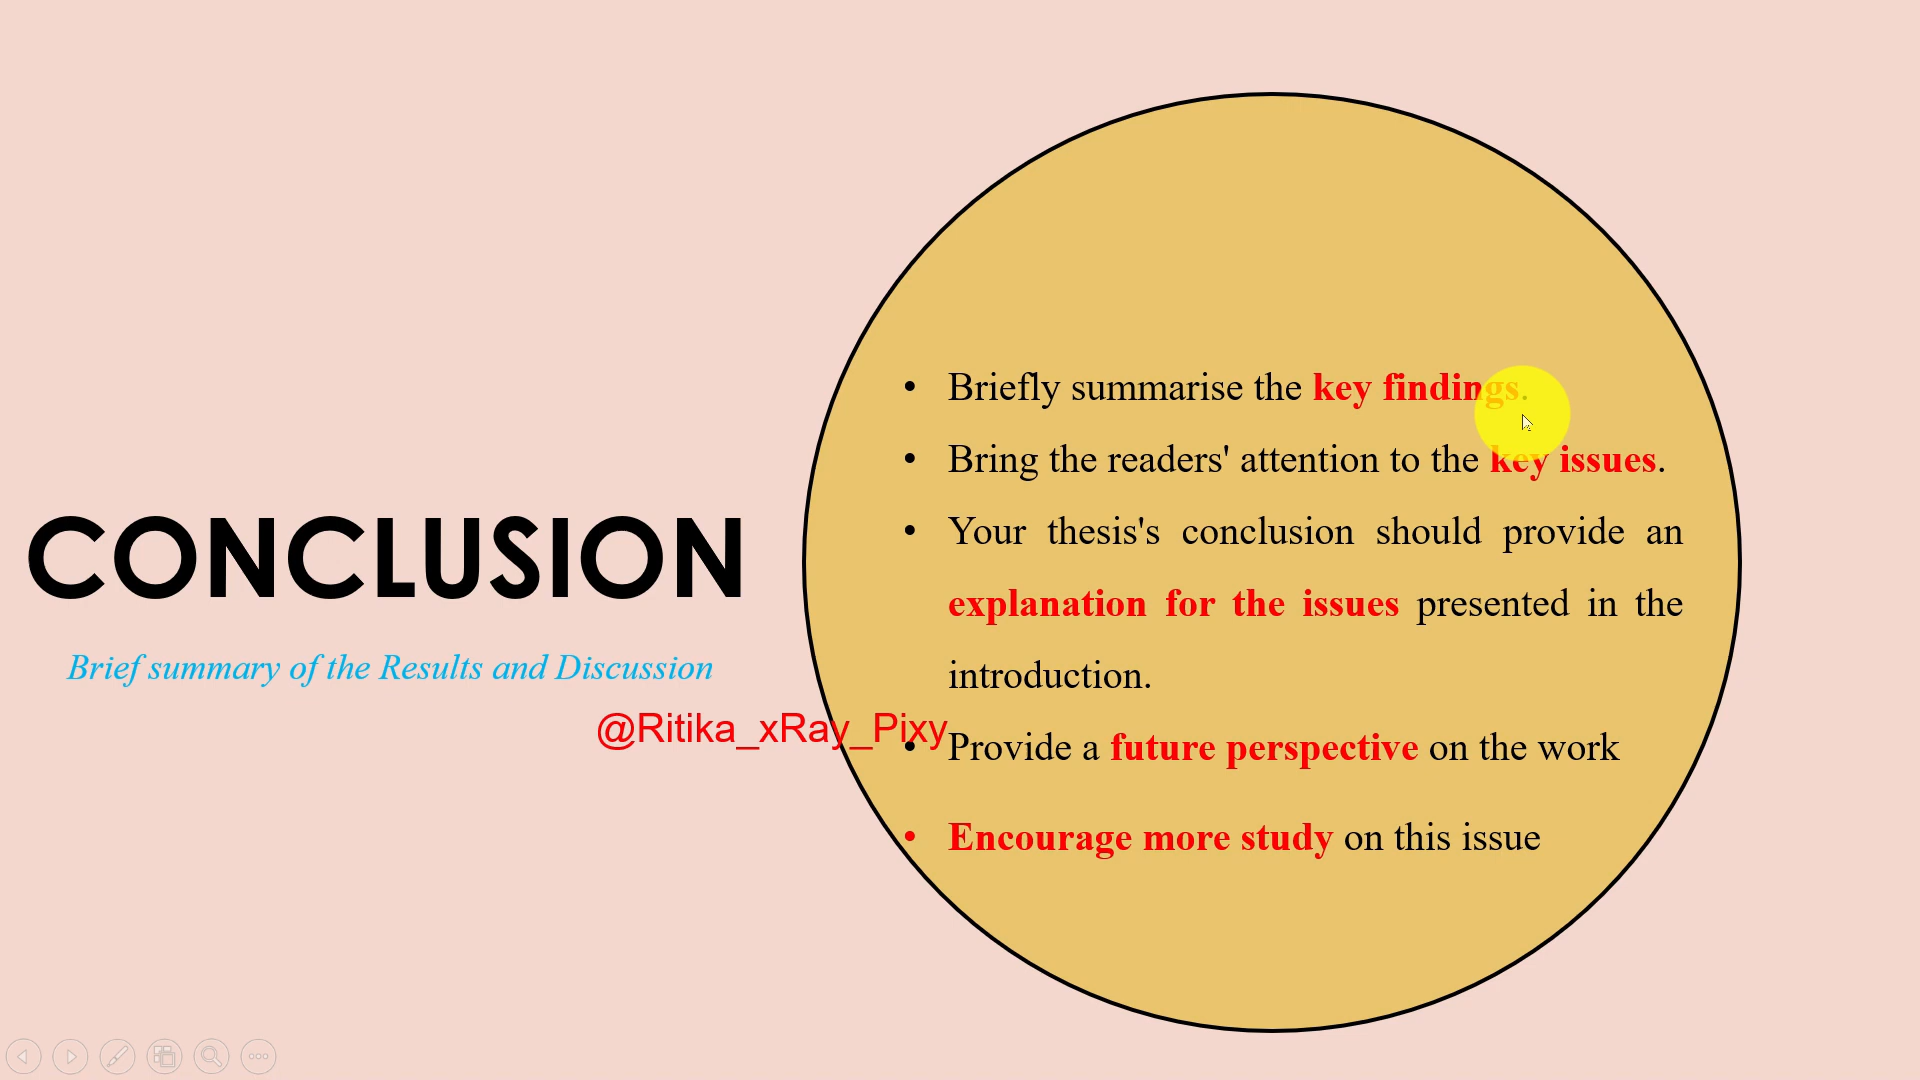 CONCLUSION
Brief summary of the Results and Discussion
@Ritika_xRay_Pixy
• Briefly summarise the key findings.
• Bring the readers' attention to the key issues.
• Your thesis's conclusion should provide an
explanation for the issues presented in the
introduction.
• Provide a future perspective on the work
• Encourage more study on this issue